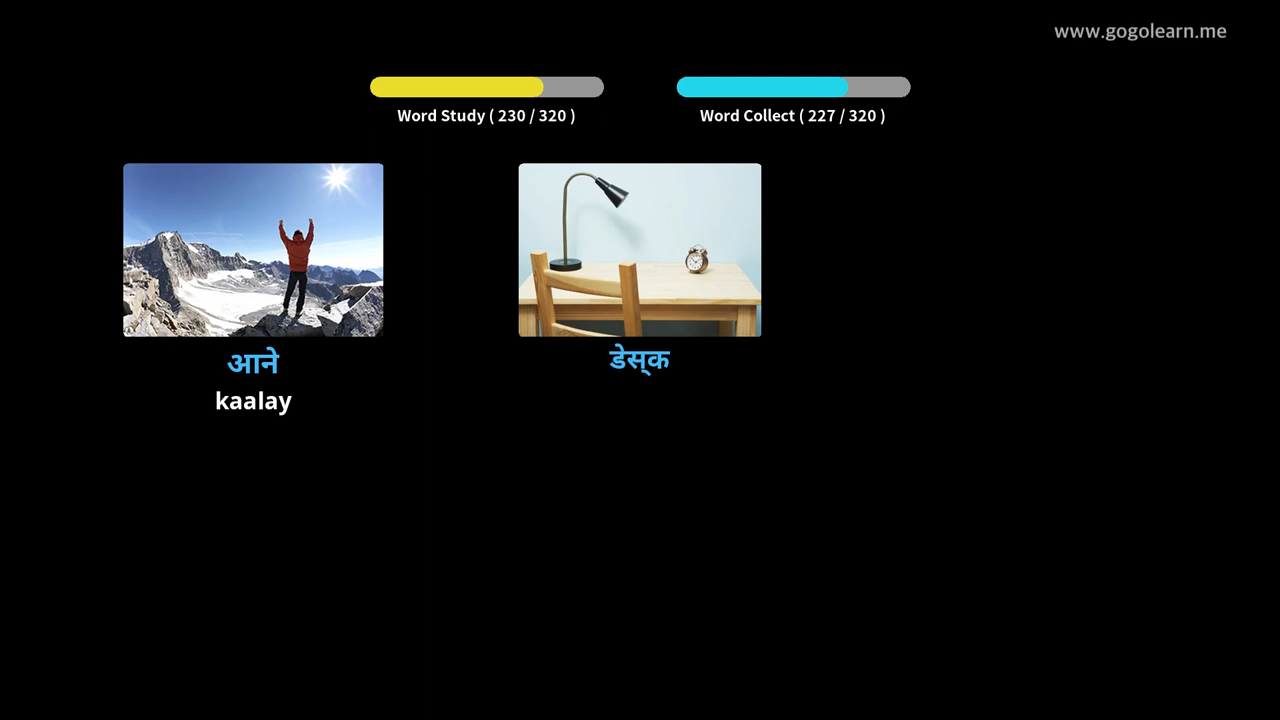 www.gogolearn.me
Word Study ( 230 / 320 )
Word Collect ( 227 / 320 )
आने
kaalay
डेस्क